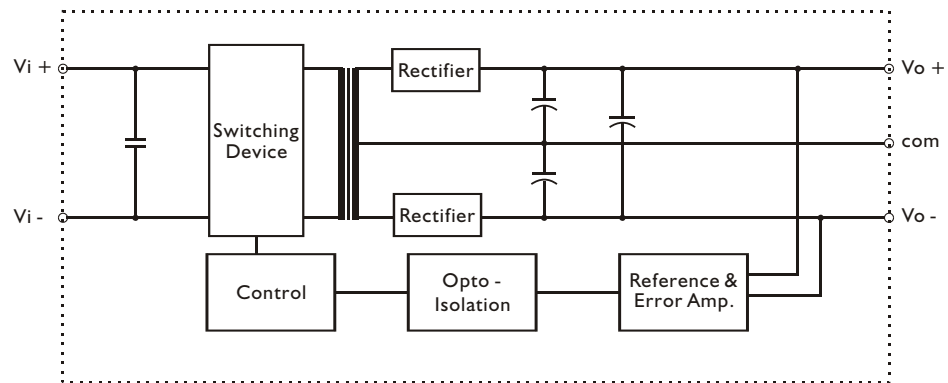 Vi +
Rectifier
Vo +
Switching
Device
com
Vi -
Rectifier
Vo -
Control
Opto -
Isolation
Reference &
Error Amp.